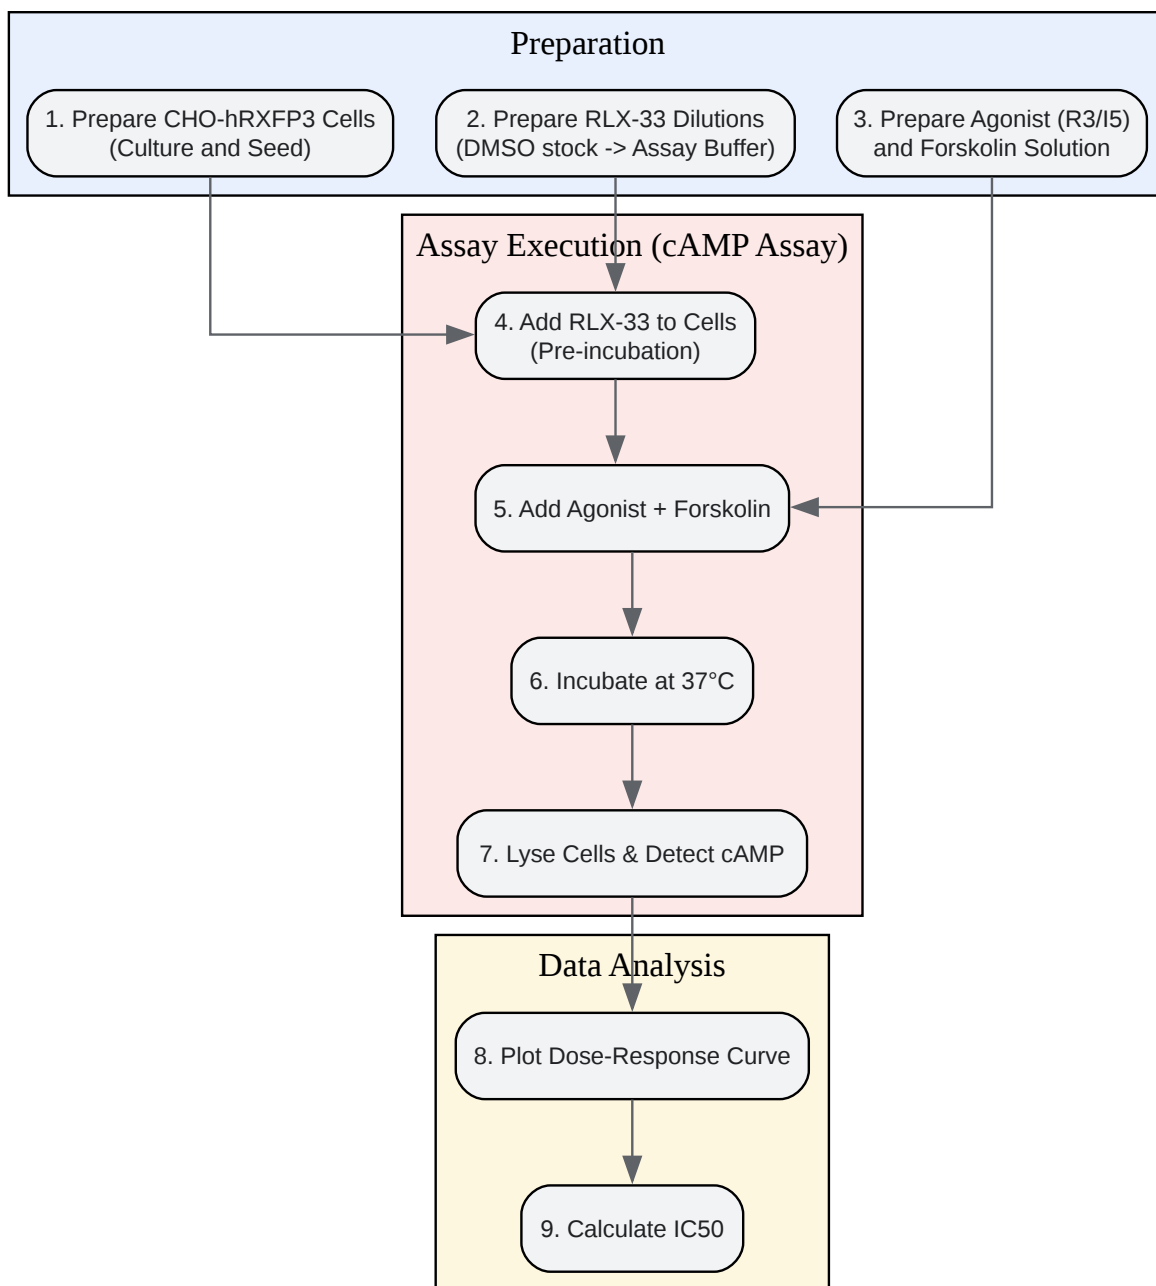 Preparation
1. Prepare CHO-hRXFP3 Cells
(Culture and Seed)
2. Prepare RLX-33 Dilutions
(DMSO stock -> Assay Buffer)
3. Prepare Agonist (R3/I5)
and Forskolin Solution
Assay Execution (cAMP Assay)
4. Add RLX-33 to Cells
(Pre-incubation)
5. Add Agonist + Forskolin
6. Incubate at 37°C
7. Lyse Cells & Detect cAMP
Data Analysis
8. Plot Dose-Response Curve
9. Calculate IC50